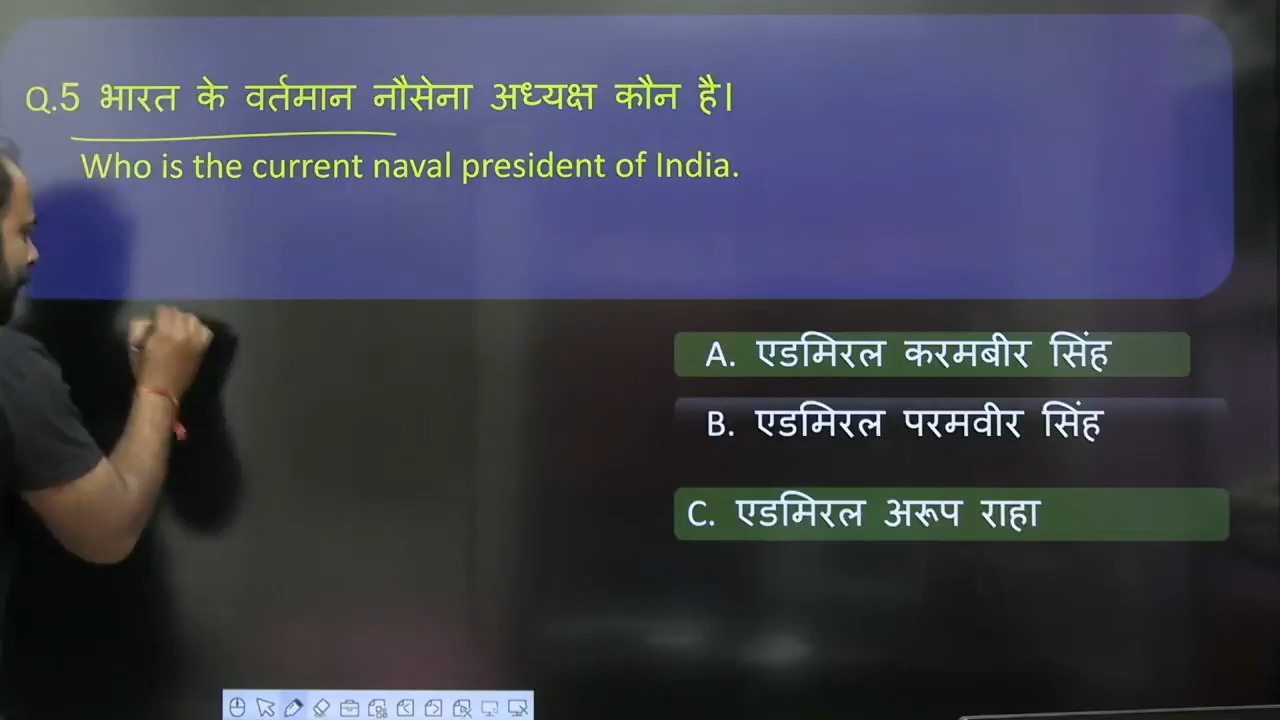 Q.5 भारत के वर्तमान नौसेना अध्यक्ष कौन है।
Who is the current naval president of India.
A. एडमिरल करमबीर सिंह
B. एडमिरल परमवीर सिंह
C. एडमिरल अरूप राहा